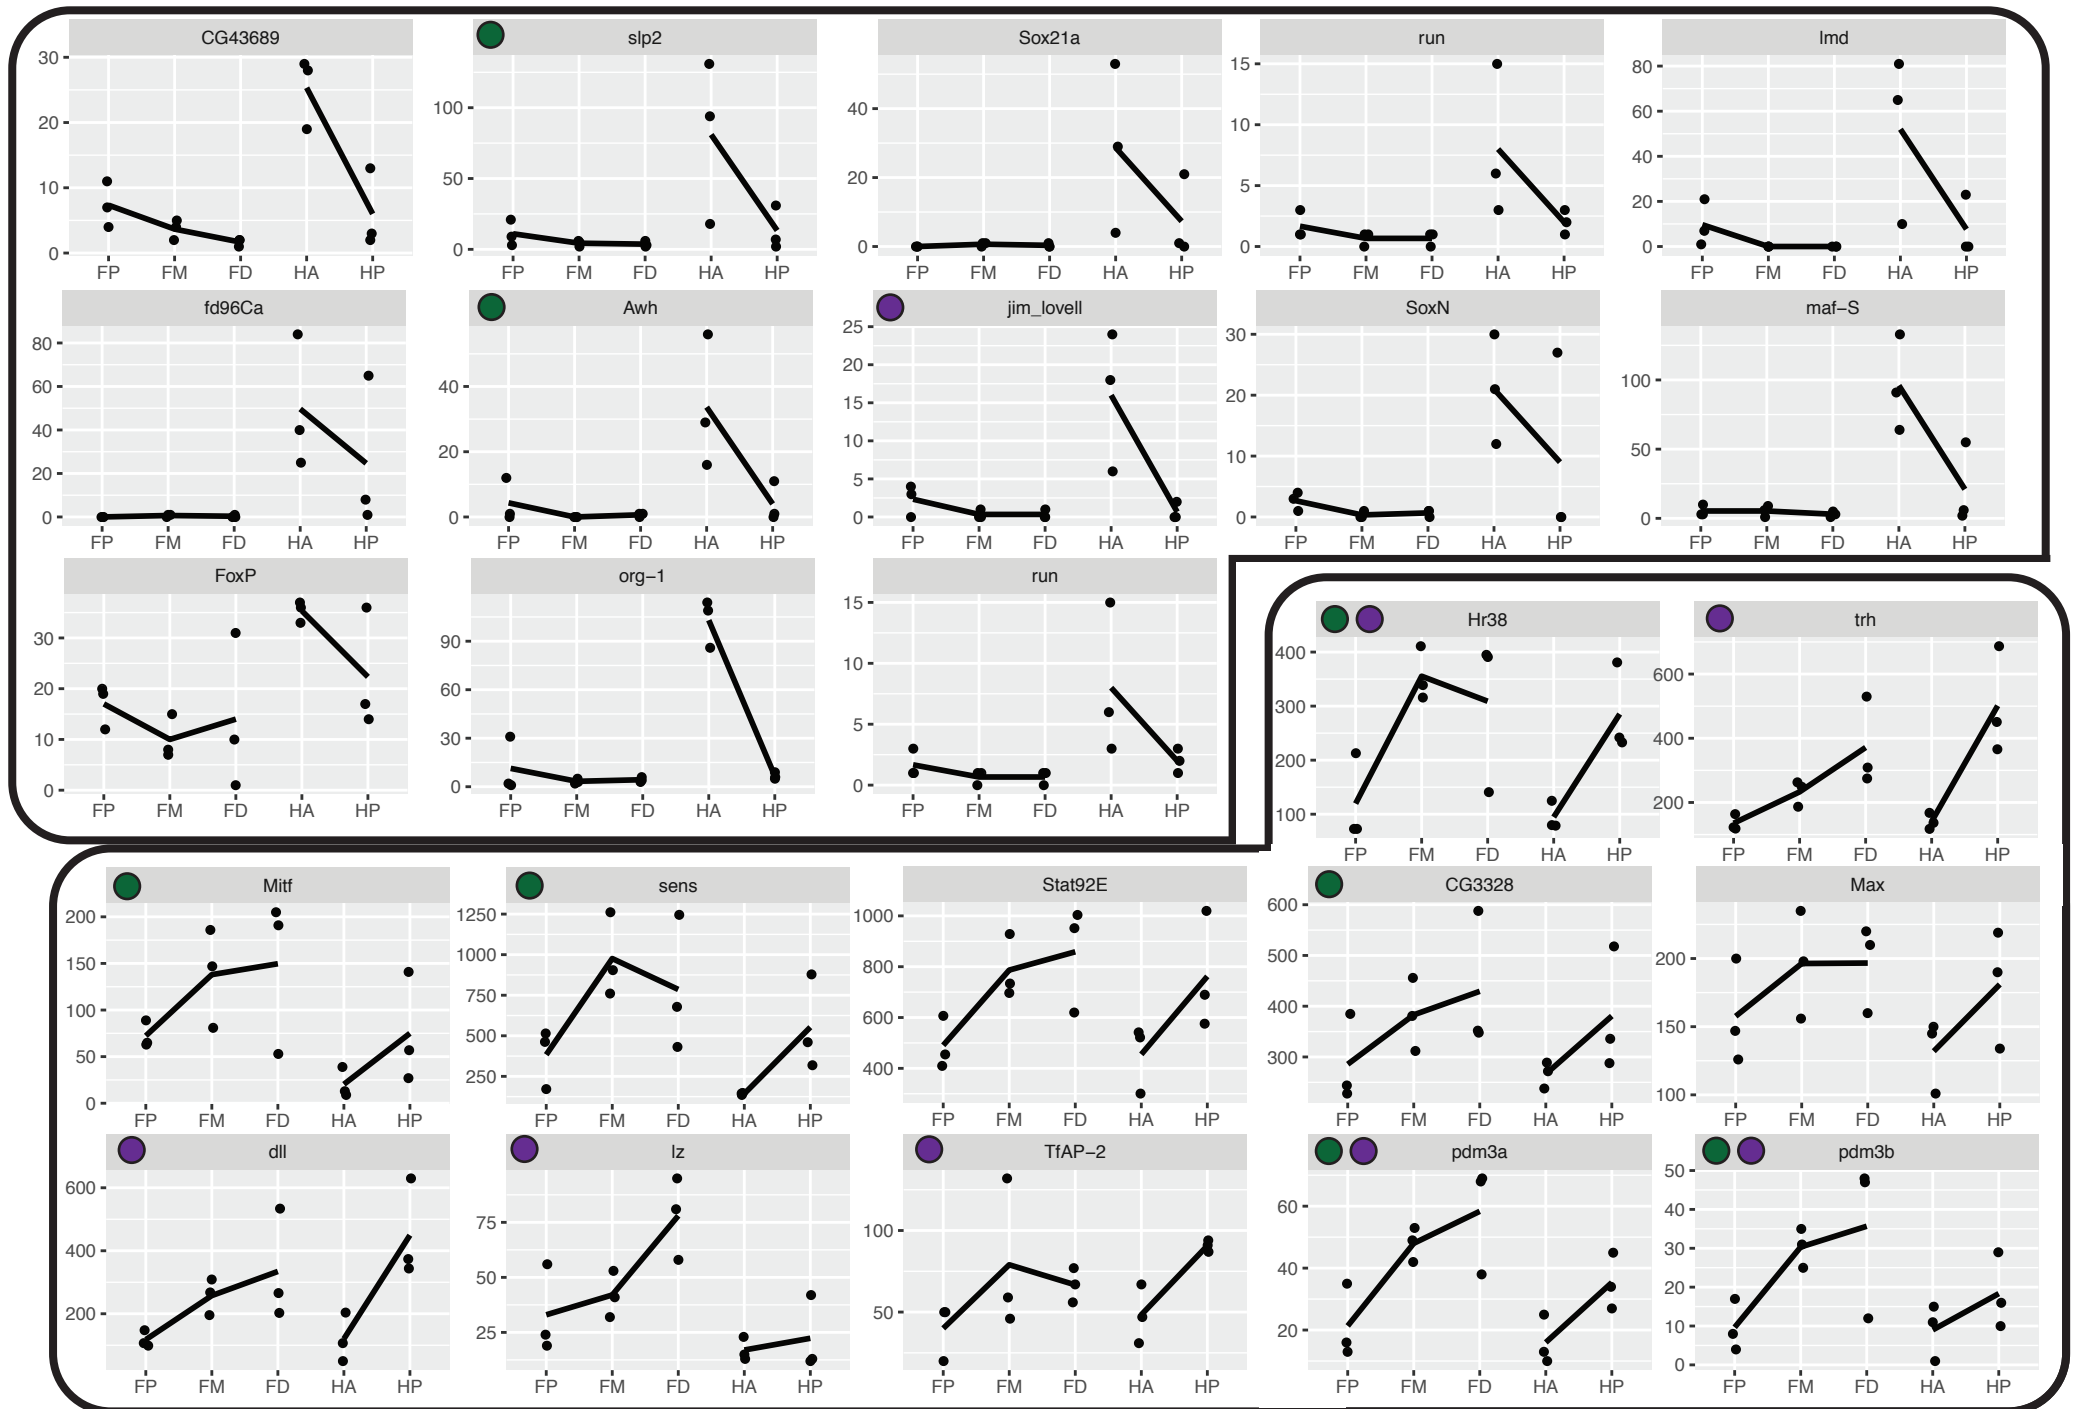 CG43689 slp2 Sox21a run lmd
30 20 10 0
100 50 0
40 20 0
15 10 5 0
80 60 40 20 0
FP FM FD HA HP FP FM FD HA HP FP FM FD HA HP FP FM FD HA HP FP FM FD HA HP
fd96Ca Awh jim_lovell SoxN maf−S
80 60 40 20 0
40 20 0
25 20 15 10 5 0
30 20 10 0
100 50 0
FP FM FD HA HP FP FM FD HA HP FP FM FD HA HP FP FM FD HA HP FP FM FD HA HP
FoxP org−1 run
30 20 10 0
90 60 30 0
15 10 5 0
FP FM FD HA HP FP FM FD HA HP FP FM FD HA HP
Hr38 trh
400 300 200 100
600 400 200
FP FM FD HA HP FP FM FD HA HP
Mitf sens Stat92E CG3328 Max
200 150 100 50 0
1250 1000 750 500 250
1000 800 600 400
600 500 400 300
200 150 100
FP FM FD HA HP FP FM FD HA HP FP FM FD HA HP FP FM FD HA HP FP FM FD HA HP
dll lz TfAP−2 pdm3a pdm3b
600 400 200
75 50 25
100 50
60 40 20
50 40 30 20 10 0
FP FM FD HA HP FP FM FD HA HP FP FM FD HA HP FP FM FD HA HP FP FM FD HA HP